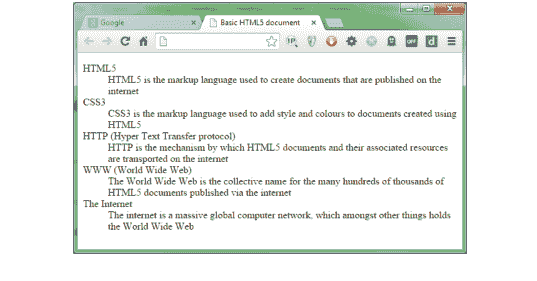 Google
Basic HTML5 document
HTML5
HTML5 is the markup language used to create documents that are published on the
internet
CSS3
CSS3 is the markup language used to add style and colours to documents created using
HTML5
HTTP (Hyper Text Transfer protocol)
HTTP is the mechanism by which HTML5 documents and their associated resources
are transported on the internet
WWW (World Wide Web)
The World Wide Web is the collective name for the many hundreds of thousands of
HTML5 documents published via the internet
The Internet
The internet is a massive global computer network, which amongst other things holds
the World Wide Web